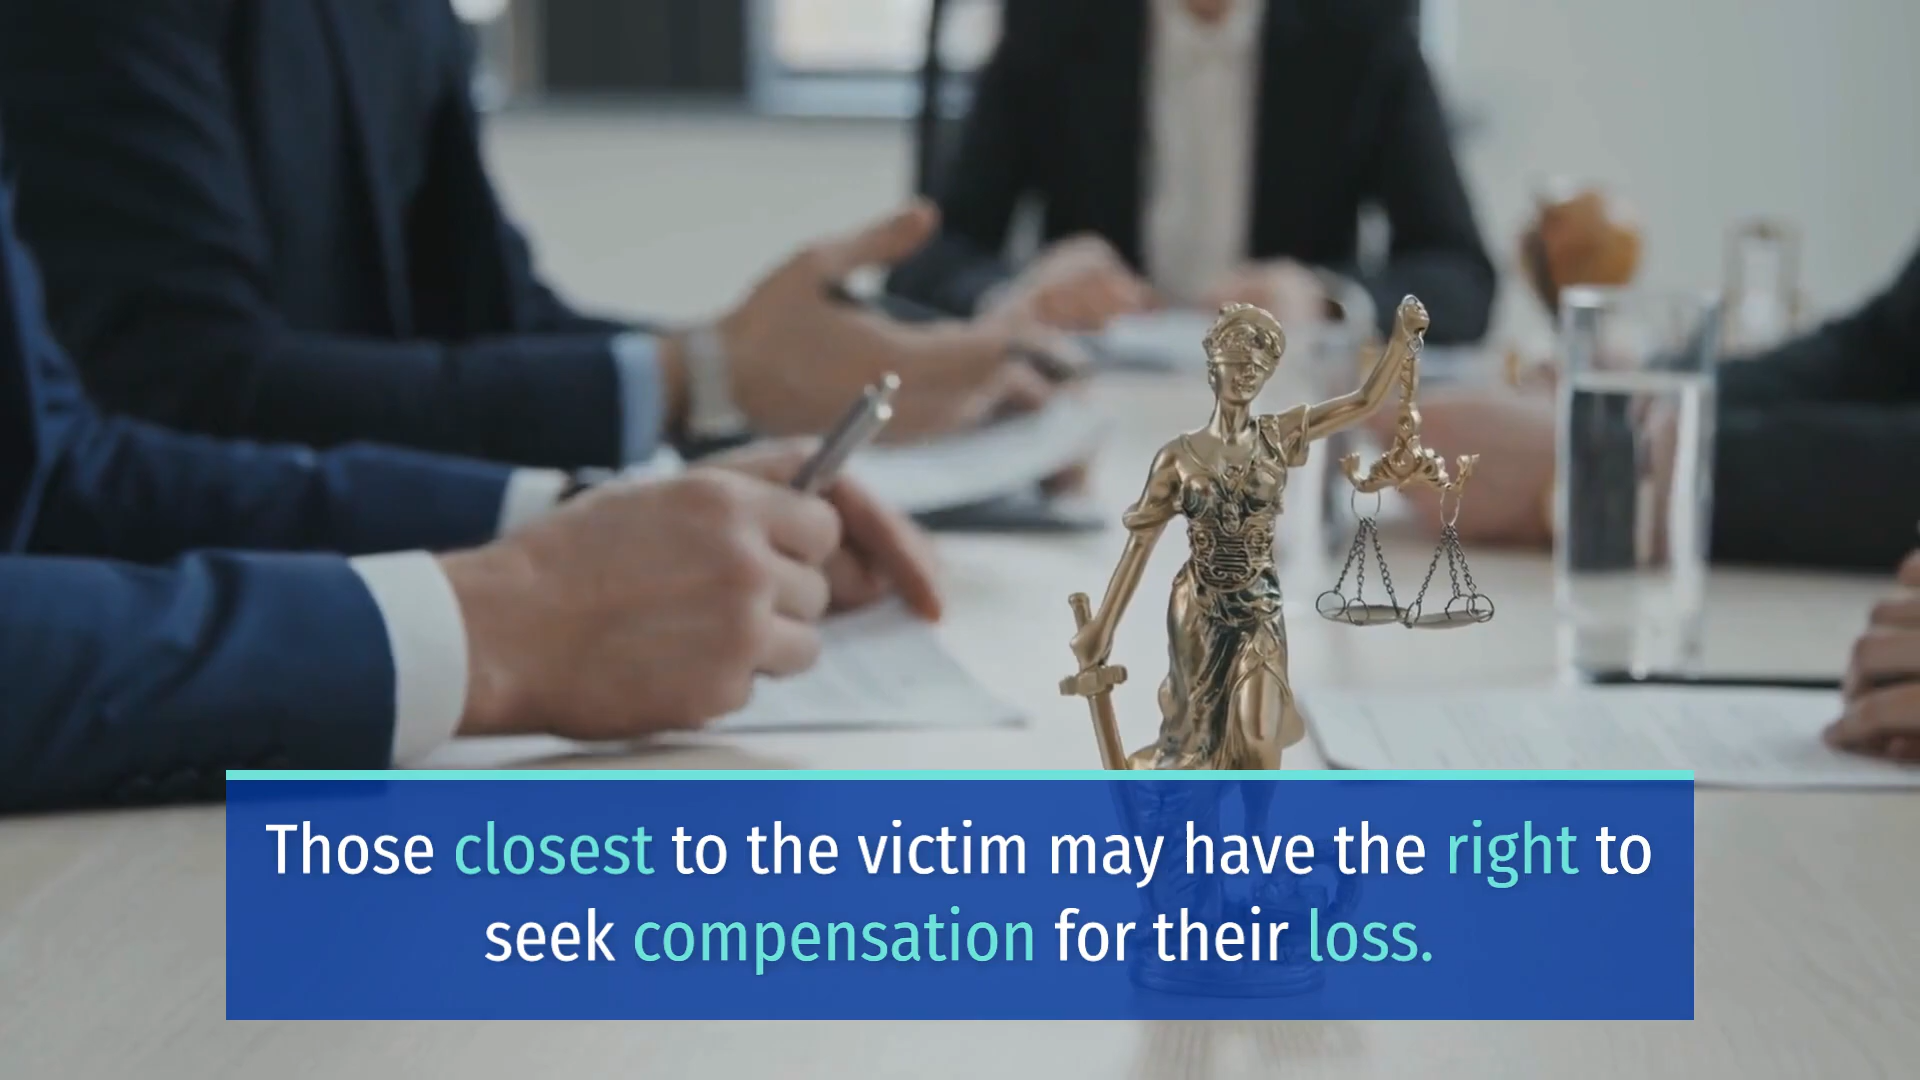 Those closest to the victim may have the right to
seek compensation for their loss.